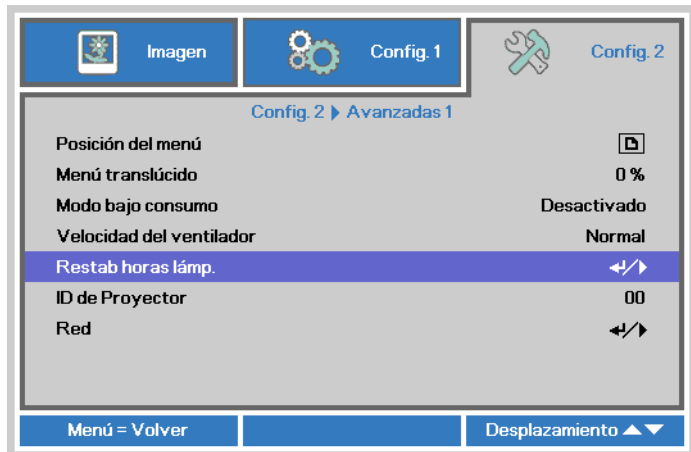 Imagen
Config. 1
Config. 2
Config. 2 ▶ Avanzadas 1
Posición del menú
Menú translúcido 0 %
Modo bajo consumo Desactivado
Velocidad del ventilador Normal
Restab horas lámp. ↵/▶
ID de Proyector 00
Red ↵/▶
Menú = Volver Desplazamiento ▲▼